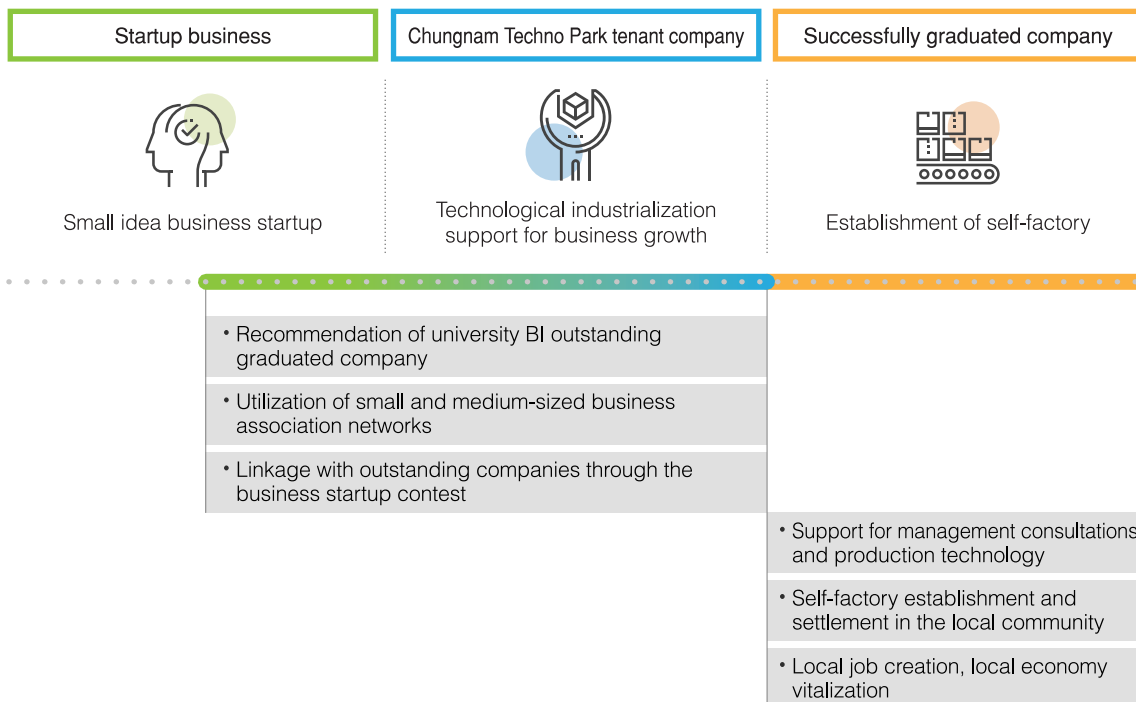 Startup business
Chungnam Techno Park tenant company
Successfully graduated company
Small idea business startup
Technological industrialization
support for business growth
Establishment of self-factory
• Recommendation of university BI outstanding
graduated company
• Utilization of small and medium-sized business
association networks
• Linkage with outstanding companies through the
business startup contest
• Support for management consultations
and production technology
• Self-factory establishment and
settlement in the local community
• Local job creation, local economy
vitalization